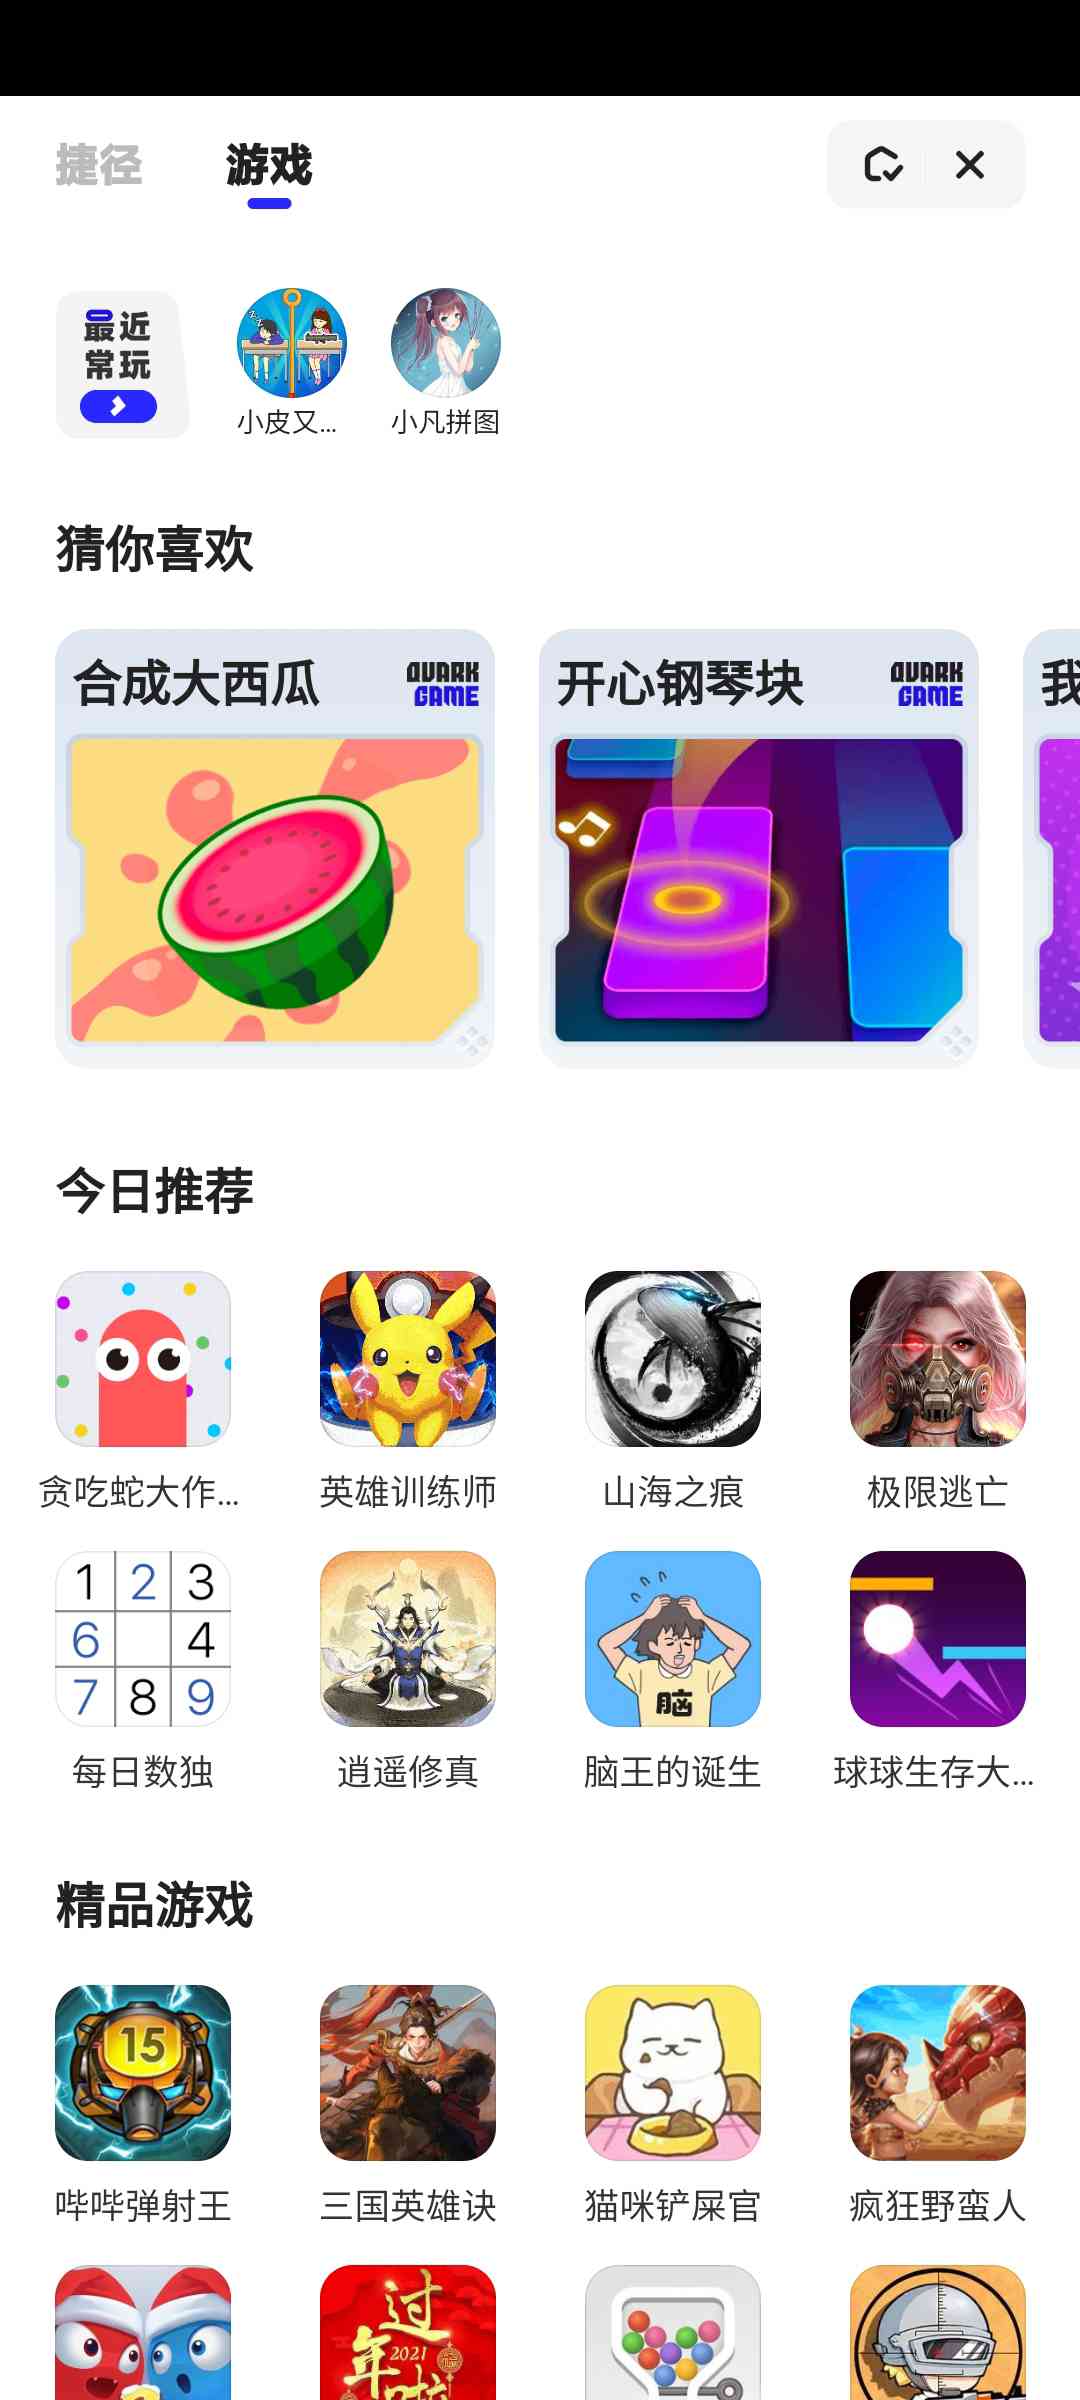 捷径 游戏
最近
常玩
小皮又... 小凡拼图
猜你喜欢
合成大西瓜 QUARK GAME
开心钢琴块 QUARK GAME
我
今日推荐
贪吃蛇大作... 英雄训练师 山海之痕 极限逃亡
1 2 3
6 4
7 8 9
脑
每日数独 逍遥修真 脑王的诞生 球球生存大...
精品游戏
15
哔哔弹射王 三国英雄诀 猫咪铲屎官 疯狂野蛮人
过
2021
年啦